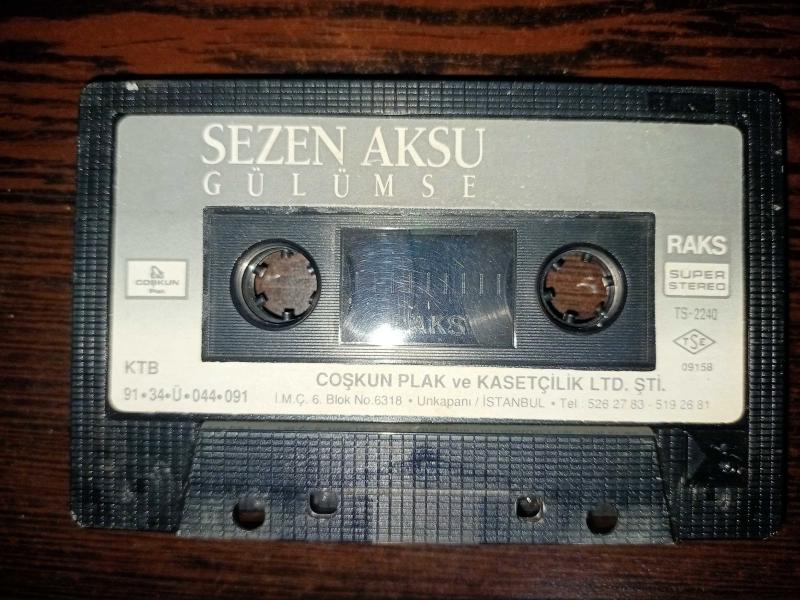 SEZEN AKSU
GÜLÜMSE
RAKS
SUPER
STEREO
COŞKUN
Plak
RAKS
TS-2240
TSE
09158
KTB
91•34•Ü•044•091
COŞKUN PLAK ve KASETÇİLİK LTD. ŞTİ.
İ.M.Ç. 6. Blok No.6318 • Unkapanı / İSTANBUL • Tel : 526 27 83 - 519 26 81